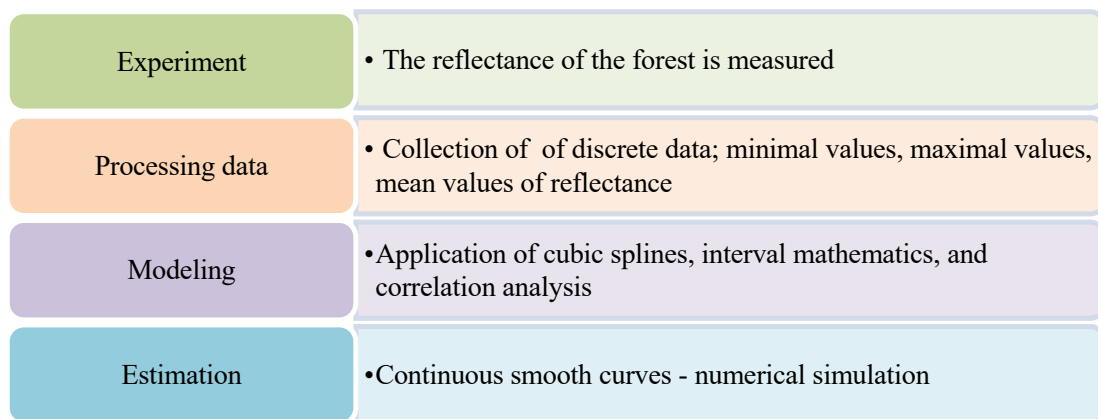 Experiment
• The reflectance of the forest is measured
Processing data
• Collection of of discrete data; minimal values, maximal values,
mean values of reflectance
Modeling
•Application of cubic splines, interval mathematics, and
correlation analysis
Estimation
•Continuous smooth curves - numerical simulation